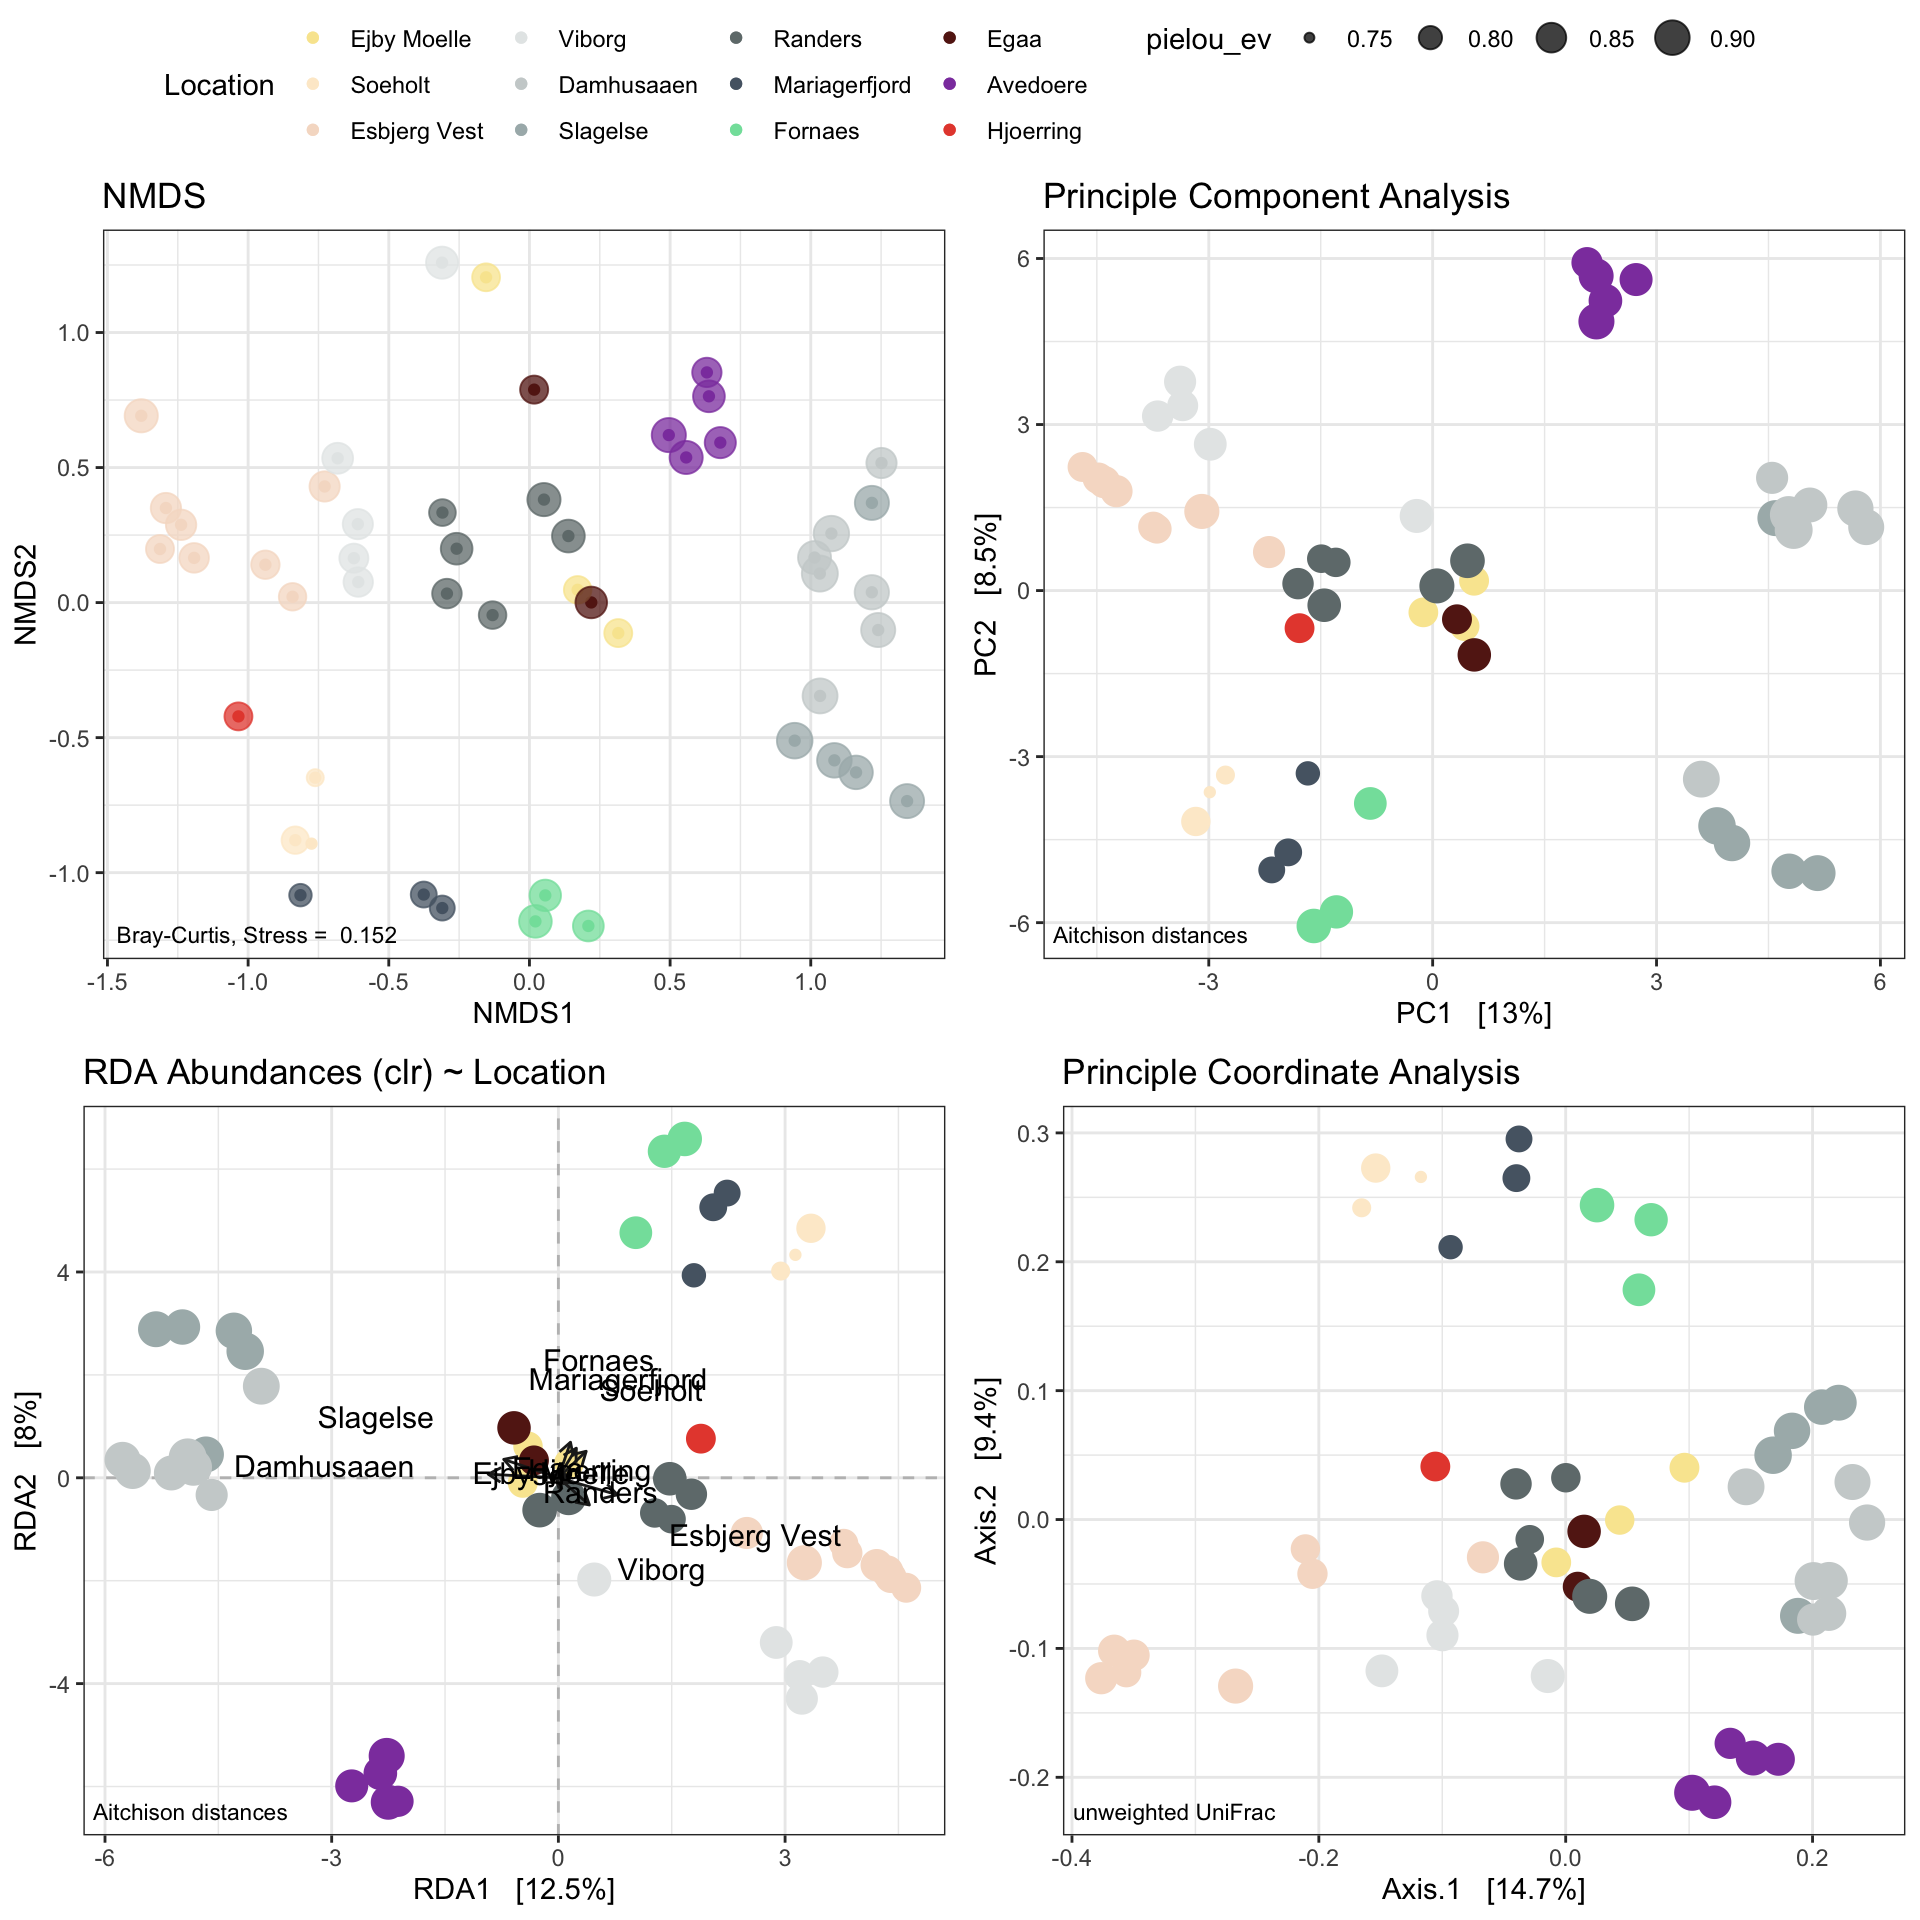 Location
Ejby Moelle
Soeholt
Esbjerg Vest
Viborg
Damhusaaen
Slagelse
Randers
Mariagerfjord
Fornaes
Egaa
Avedoere
Hjoerring
pielou_ev
0.75
0.80
0.85
0.90
NMDS
1.0
0.5
0.0
-0.5
-1.0
NMDS2
Bray-Curtis, Stress = 0.152
-1.5
-1.0
-0.5
0.0
0.5
1.0
NMDS1
Principle Component Analysis
6
3
0
-3
-6
PC2 [8.5%]
Aitchison distances
-3
0
3
6
PC1 [13%]
RDA Abundances (clr) ~ Location
4
0
-4
RDA2 [8%]
Fornaes
Mariagerfjord
Soeholt
Slagelse
Damhusaaen
Ejby Moelle
Hjoerring
Randers
Esbjerg Vest
Viborg
Aitchison distances
-6
-3
0
3
RDA1 [12.5%]
Principle Coordinate Analysis
0.3
0.2
0.1
0.0
-0.1
-0.2
Axis.2 [9.4%]
unweighted UniFrac
-0.4
-0.2
0.0
0.2
Axis.1 [14.7%]